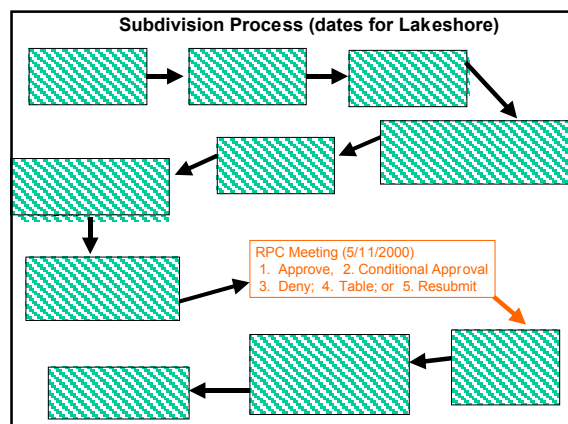 Subdivision Process (dates for Lakeshore)
RPC Meeting (5/11/2000)
1. Approve, 2. Conditional Approval
3. Deny; 4. Table; or 5. Resubmit